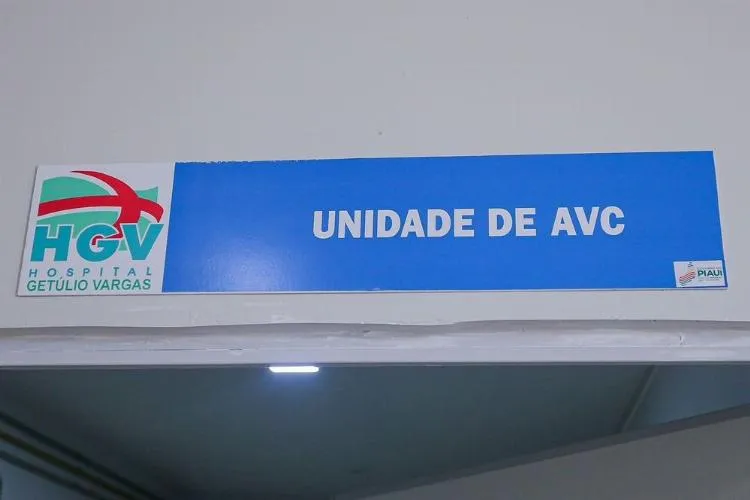 HGV
HOSPITAL
GETÚLIO VARGAS
UNIDADE DE AVC
PIAUÍ